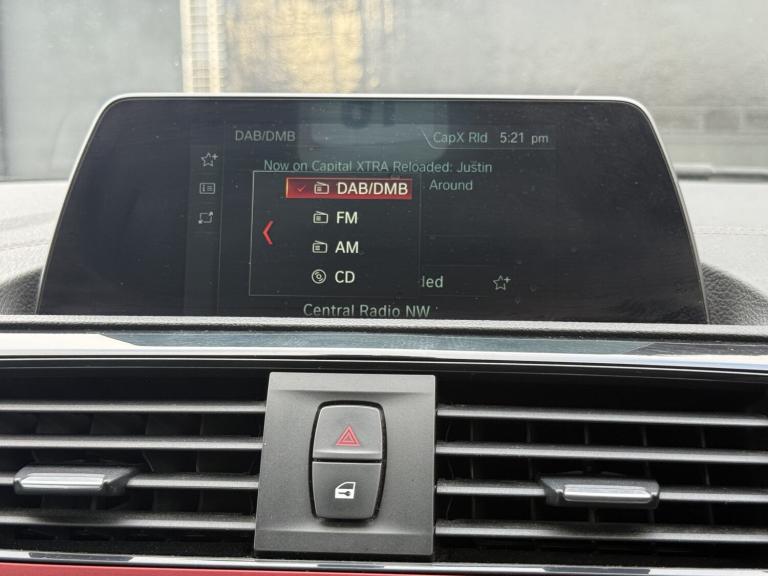 DAB/DMB
CapX Rld 5:21 pm
Now on Capital XTRA Reloaded: Justin
Around
DAB/DMB
FM
AM
CD
ded
Central Radio NW